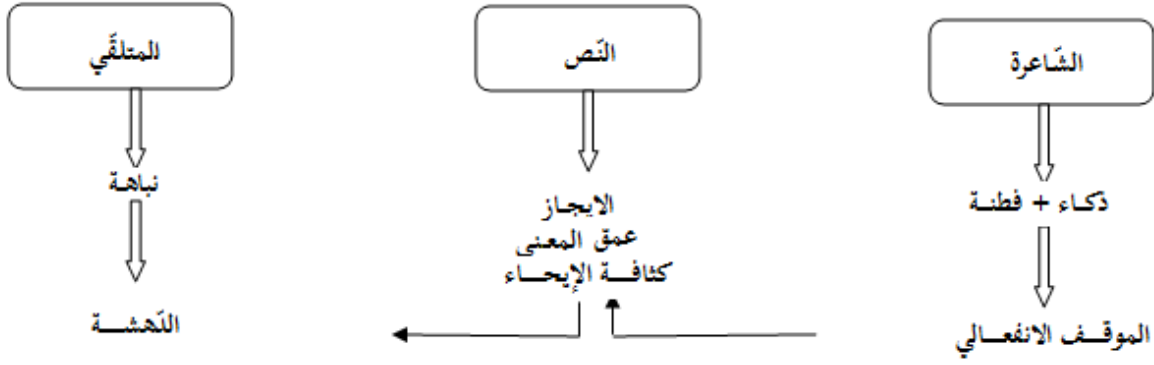 الشّاعرة
النّص
المتلقّي
ذكاء + فطنة
نباهة
الايجاز
عمق المعنى
كثافة الإيحاء
الموقف الانفعالي
الدّهشة